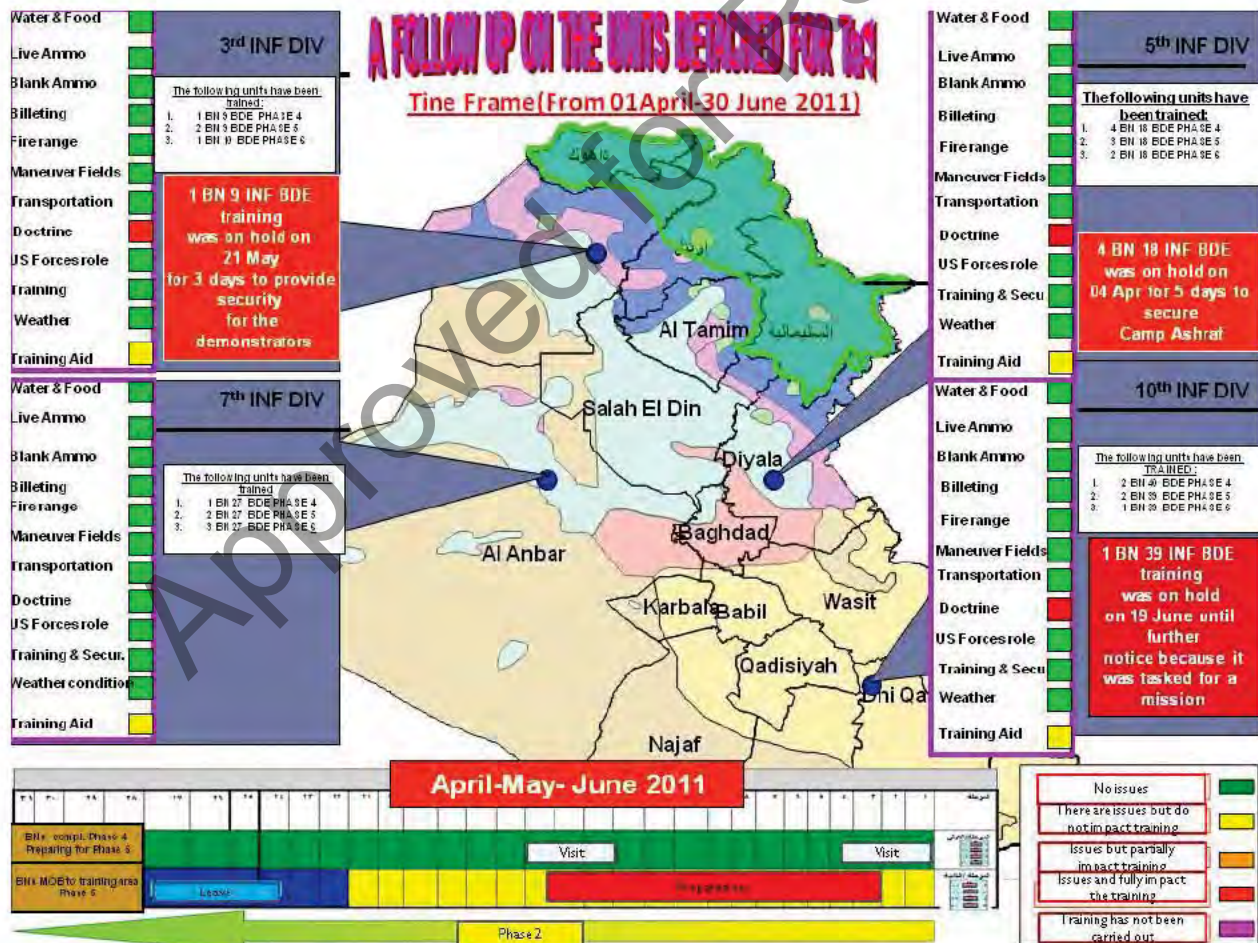 A FOLLOW UP ON THE UNITS DETAILED FOR
Tine Frame(From 01April-30 June 2011)
Approved for
3rd INF DIV
Water & Food
Live Ammo
Blank Ammo
Billeting
Fire range
Maneuver Fields
Transportation
Doctrine
US Forces role
Training
Weather
Training Aid
The following units have been
trained:
1. 1 BN 9 BDE PHASE 4
2. 2 BN 9 BDE PHASE 5
3. 1 BN 10 BDE PHASE 6
1 BN 9 INF BDE
training
was on hold on
21 May
for 3 days to provide
security
for the
demonstrators
7th INF DIV
Water & Food
Live Ammo
Blank Ammo
Billeting
Fire range
Maneuver Fields
Transportation
Doctrine
US Forces role
Training & Secur.
Weather condition
Training Aid
The following units have been
trained
1. 1 BN 27 BDE PHASE 4
2. 2 BN 27 BDE PHASE 5
3. 3 BN 27 BDE PHASE 6
5th INF DIV
Water & Food
Live Ammo
Blank Ammo
Billeting
Fire range
Maneuver Fields
Transportation
Doctrine
US Forces role
Training & Secu
Weather
Training Aid
The following units have
been trained:
1. 4 BN 18 BDE PHASE 4
2. 3 BN 18 BDE PHASE 5
3. 2 BN 18 BDE PHASE 6
4 BN 18 INF BDE
was on hold on
04 Apr for 5 days to
secure
Camp Ashraf
10th INF DIV
Water & Food
Live Ammo
Blank Ammo
Billeting
Fire range
Maneuver Fields
Transportation
Doctrine
US Forces role
Training & Secu
Weather
Training Aid
The following units have been
TRAINED:
1. 2 BN 40 BDE PHASE 4
2. 2 BN 39 BDE PHASE 5
3. 1 BN 39 BDE PHASE 6
1 BN 39 INF BDE
training
was on hold
on 19 June until
further
notice because it
was tasked for a
mission
دهوك
السليمانية
Al Tamim
Salah El Din
Diyala
Baghdad
Al Anbar
Karbala
Babil
Wasit
Qadisiyah
Dhi Qa
Najaf
April-May- June 2011
BNs compl. Phase 4
Preparing for Phase 5
Visit
Visit
BNs MOB to training area
Leave
Phase 2
No issues
There are issues but do
not impact training
Issues but partially
impact training
Issues and fully impact
the training
Training has not been
carried out